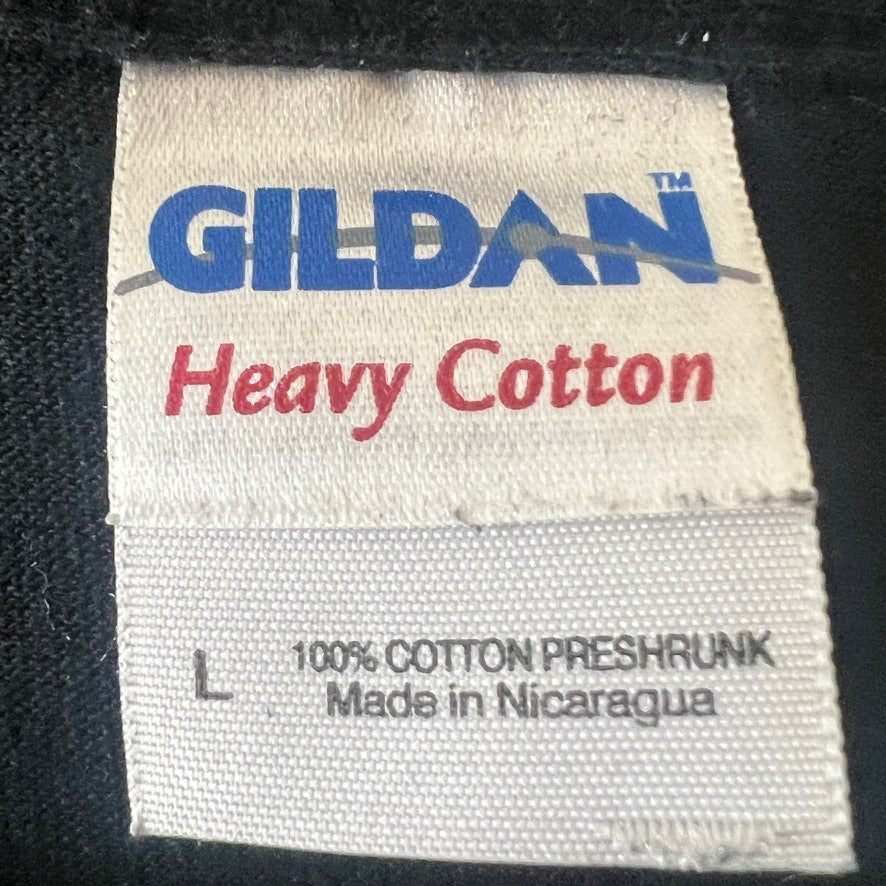 GILDAN™
Heavy Cotton
L 100% COTTON PRESHRUNK
Made in Nicaragua